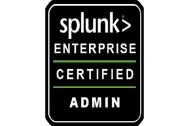 splunk>
ENTERPRISE
CERTIFIED
ADMIN